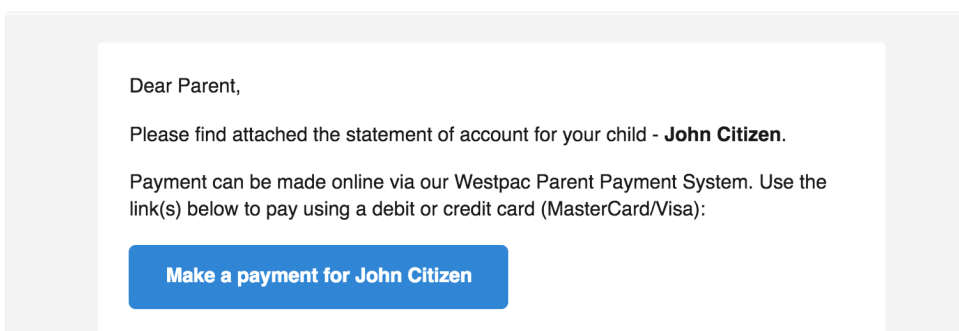 Dear Parent,
Please find attached the statement of account for your child - John Citizen.
Payment can be made online via our Westpac Parent Payment System. Use the
link(s) below to pay using a debit or credit card (MasterCard/Visa):
Make a payment for John Citizen